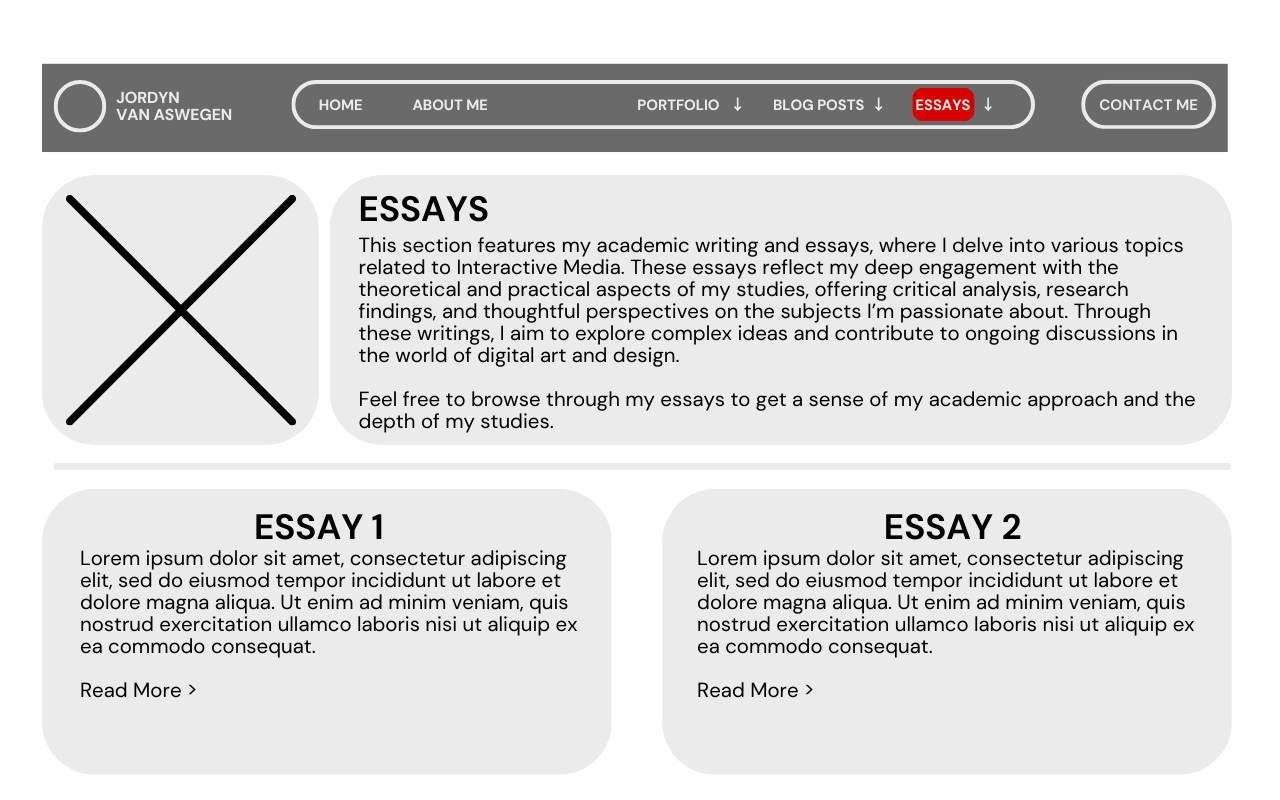 JORDYN
VAN ASWEGEN
HOME
ABOUT ME
PORTFOLIO ↓
BLOG POSTS ↓
ESSAYS ↓
CONTACT ME
ESSAYS
This section features my academic writing and essays, where I delve into various topics
related to Interactive Media. These essays reflect my deep engagement with the
theoretical and practical aspects of my studies, offering critical analysis, research
findings, and thoughtful perspectives on the subjects I’m passionate about. Through
these writings, I aim to explore complex ideas and contribute to ongoing discussions in
the world of digital art and design.
Feel free to browse through my essays to get a sense of my academic approach and the
depth of my studies.
ESSAY 1
Lorem ipsum dolor sit amet, consectetur adipiscing
elit, sed do eiusmod tempor incididunt ut labore et
dolore magna aliqua. Ut enim ad minim veniam, quis
nostrud exercitation ullamco laboris nisi ut aliquip ex
ea commodo consequat.
Read More >
ESSAY 2
Lorem ipsum dolor sit amet, consectetur adipiscing
elit, sed do eiusmod tempor incididunt ut labore et
dolore magna aliqua. Ut enim ad minim veniam, quis
nostrud exercitation ullamco laboris nisi ut aliquip ex
ea commodo consequat.
Read More >